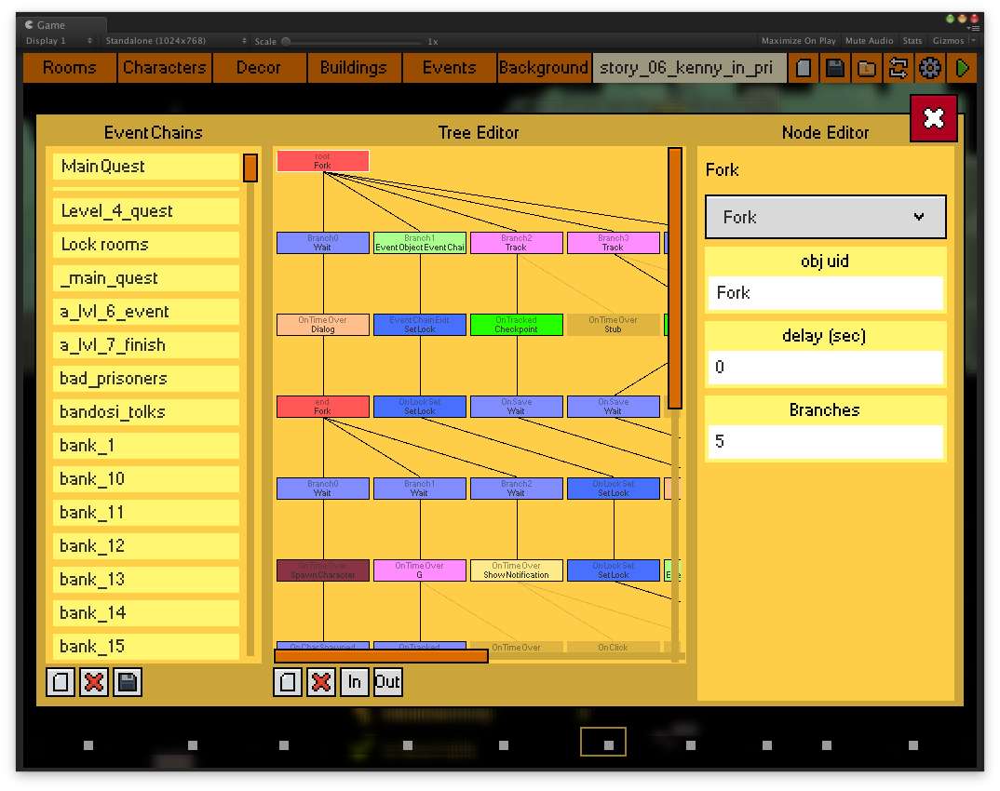 Game
Display 1 Standalone (1024x768) Scale 1x Maximize On Play Mute Audio Stats Gizmos
Rooms Characters Decor Buildings Events Background story_06_kenny_in_pri
Event Chains
Main Quest
Level_4_quest
Lock rooms
_main_quest
a_lvl_6_event
a_lvl_7_finish
bad_prisoners
bandosi_tolks
bank_1
bank_10
bank_11
bank_12
bank_13
bank_14
bank_15
Tree Editor
root
Fork
Branch0 Branch1 Branch2 Branch3
Wait EventObjectEventChai Track Track
OnTimeOver EventChainExit OnTracked OnTimeOver
Dialog SetLock Checkpoint Stub
end OnLockSet OnSave OnSave
Fork SetLock Wait Wait
Branch0 Branch1 Branch2 OnLockSet
Wait Wait Wait SetLock
OnTimeOver OnTimeOver OnTimeOver OnLockSet
SpawnCharacter G ShowNotification SetLock E
OnCharSpawned OnTracked OnTimeOver OnClick
In Out
Node Editor
Fork
Fork
obj uid
Fork
delay (sec)
0
Branches
5